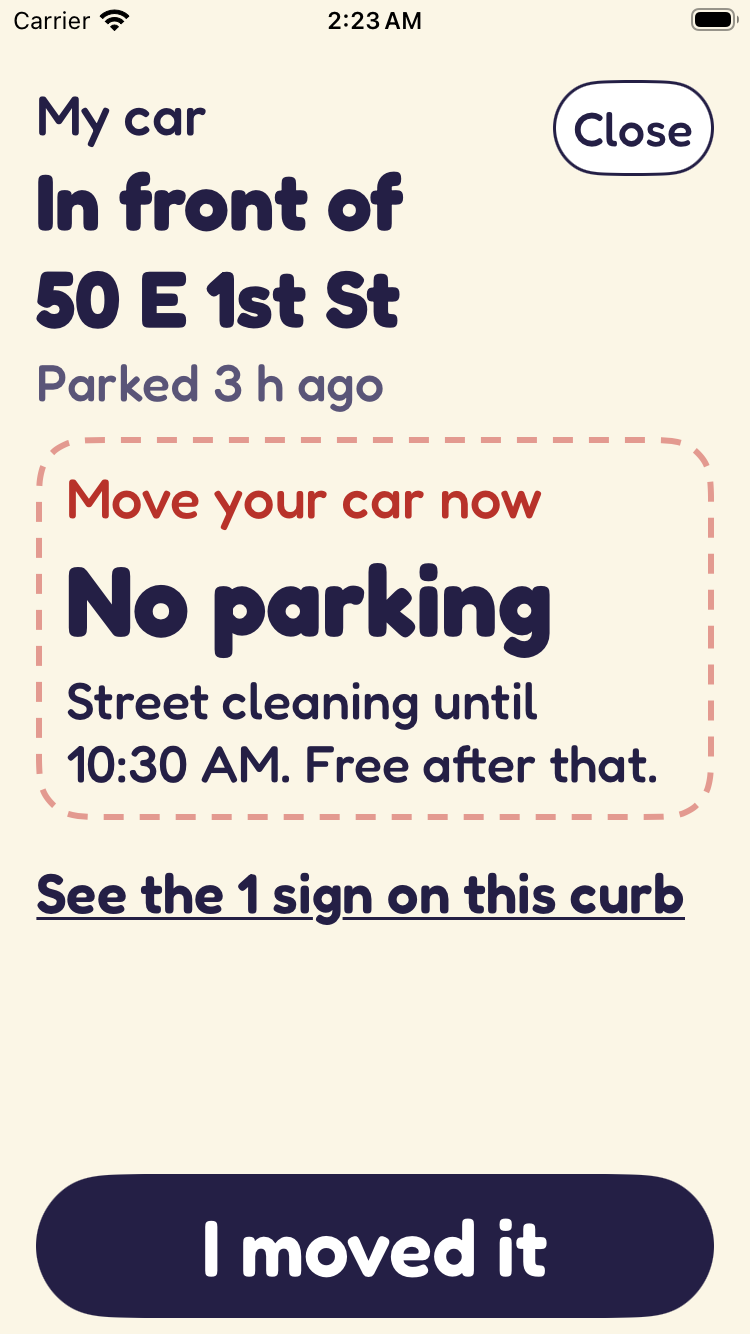 Carrier
2:23 AM
My car
Close
In front of
50 E 1st St
Parked 3 h ago
Move your car now
No parking
Street cleaning until
10:30 AM. Free after that.
See the 1 sign on this curb
I moved it